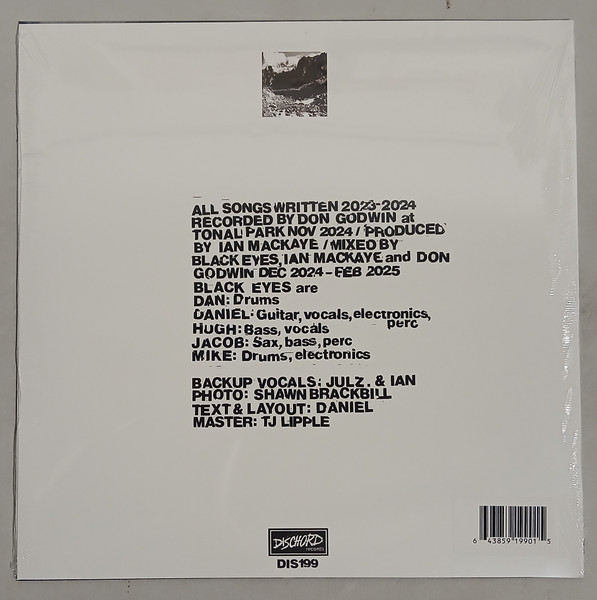 ALL SONGS WRITTEN 2023-2024
RECORDED BY DON GODWIN at
TONAL PARK NOV 2024 / PRODUCED
BY IAN MACKAYE / MIXED BY
BLACK EYES, IAN MACKAYE and DON
GODWIN DEC 2024 - FEB 2025
BLACK EYES are
DAN: Drums
DANIEL: Guitar, vocals, electronics,
perc
HUGH: Bass, vocals
JACOB: Sax, bass, perc
MIKE: Drums, electronics
BACKUP VOCALS: JULZ. & IAN
PHOTO: SHAWN BRACKBILL
TEXT & LAYOUT: DANIEL
MASTER: TJ LIPPLE
DISCHORD
records
DIS199
6 43859 19901 5